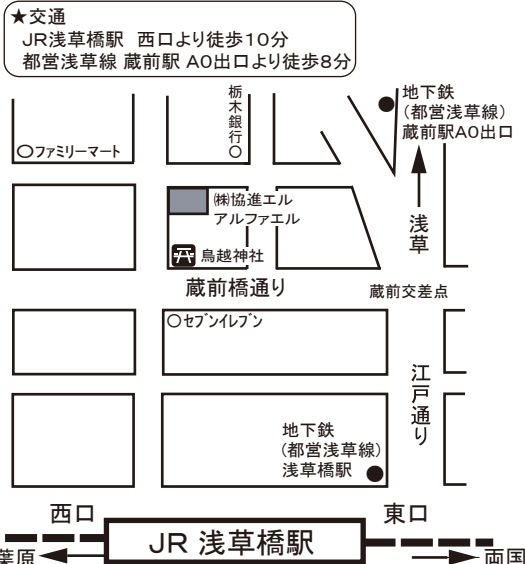 ★交通
JR浅草橋駅 西口より徒歩10分
都営浅草線 蔵前駅 A0出口より徒歩8分
栃木銀行
地下鉄
(都営浅草線)
蔵前駅A0出口
ファミリーマート
㈱協進エル
アルファエル
浅草
鳥越神社
蔵前橋通り
蔵前交差点
セブンイレブン
江戸通り
地下鉄
(都営浅草線)
浅草橋駅
西口
東口
JR 浅草橋駅
葉原
両国